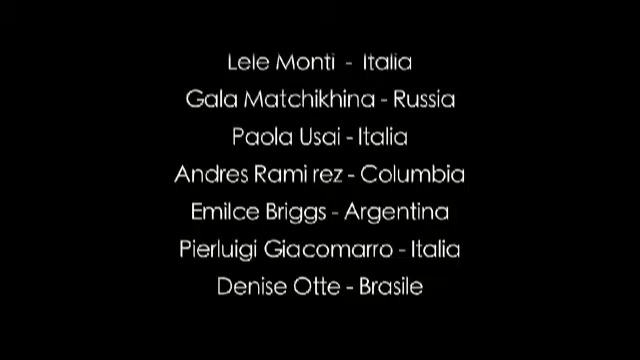 Lele Monti - Italia
Gala Matchikhina - Russia
Paola Usai - Italia
Andres Rami rez - Columbia
Emilce Briggs - Argentina
Pierluigi Giacomarro - Italia
Denise Otte - Brasile